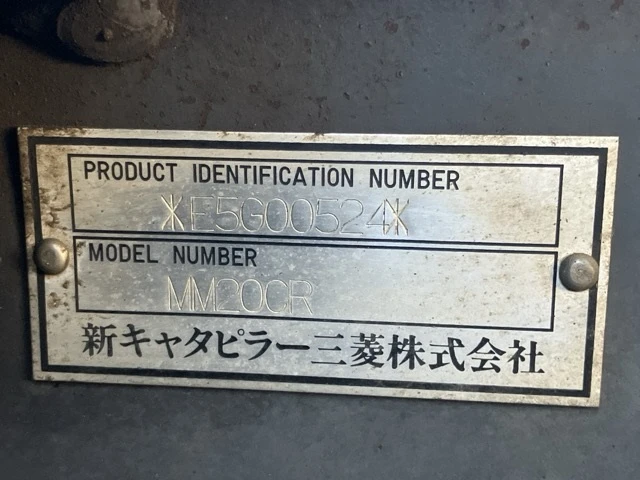 PRODUCT IDENTIFICATION NUMBER
*E5G00524*
MODEL NUMBER
MM20CR
新キャタピラー三菱株式会社